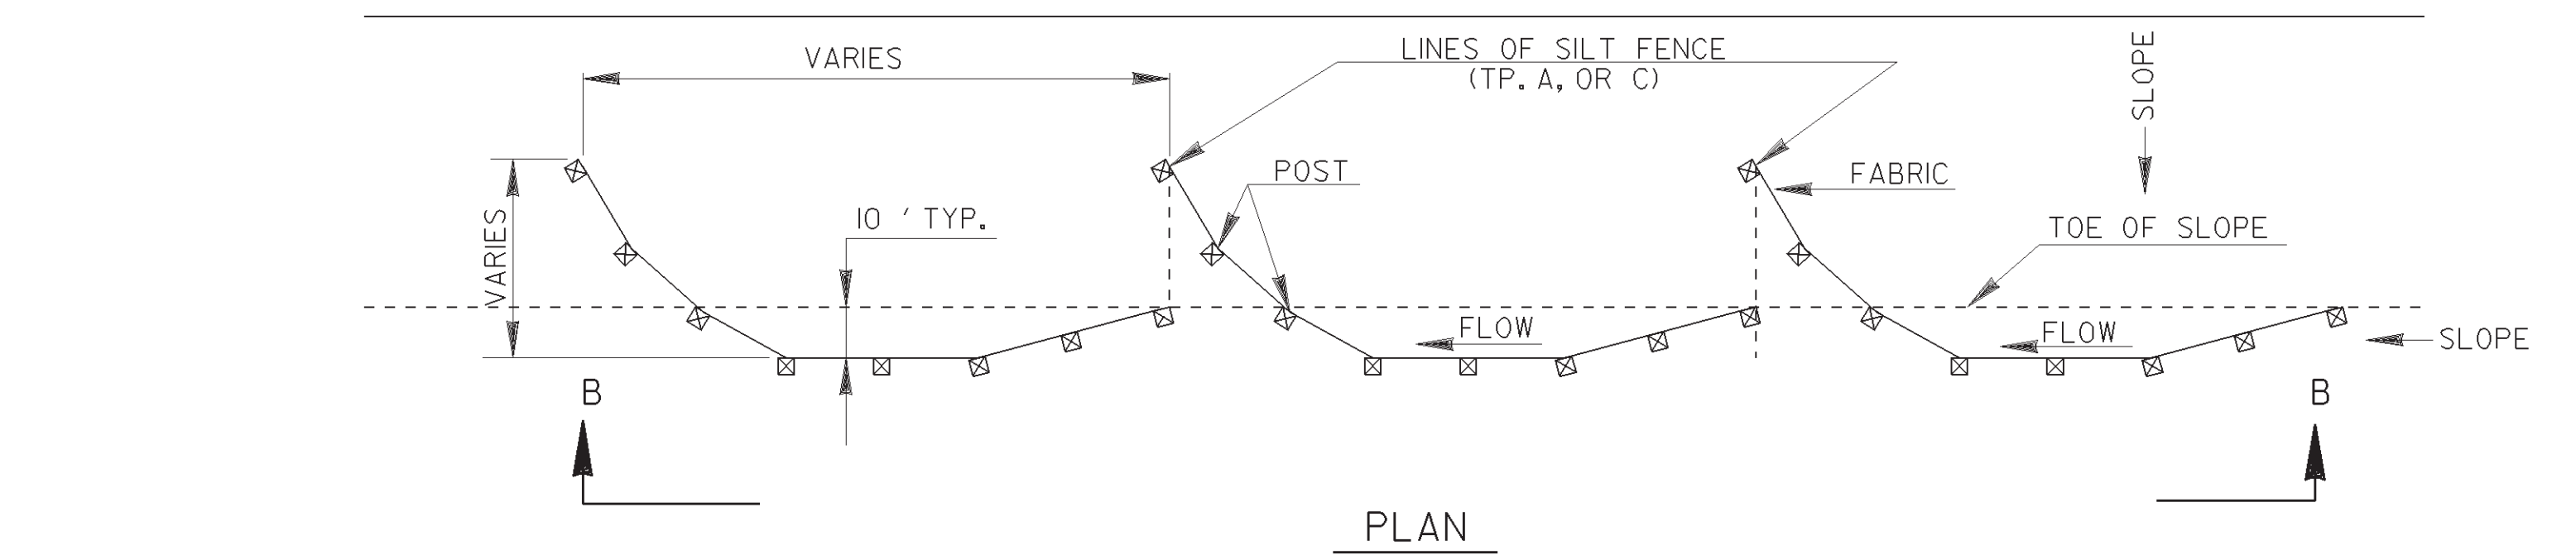 VARIES
LINES OF SILT FENCE
(TP. A, OR C)
SLOPE
POST
FABRIC
VARIES
10 ' TYP.
TOE OF SLOPE
FLOW
FLOW
SLOPE
B
B
PLAN